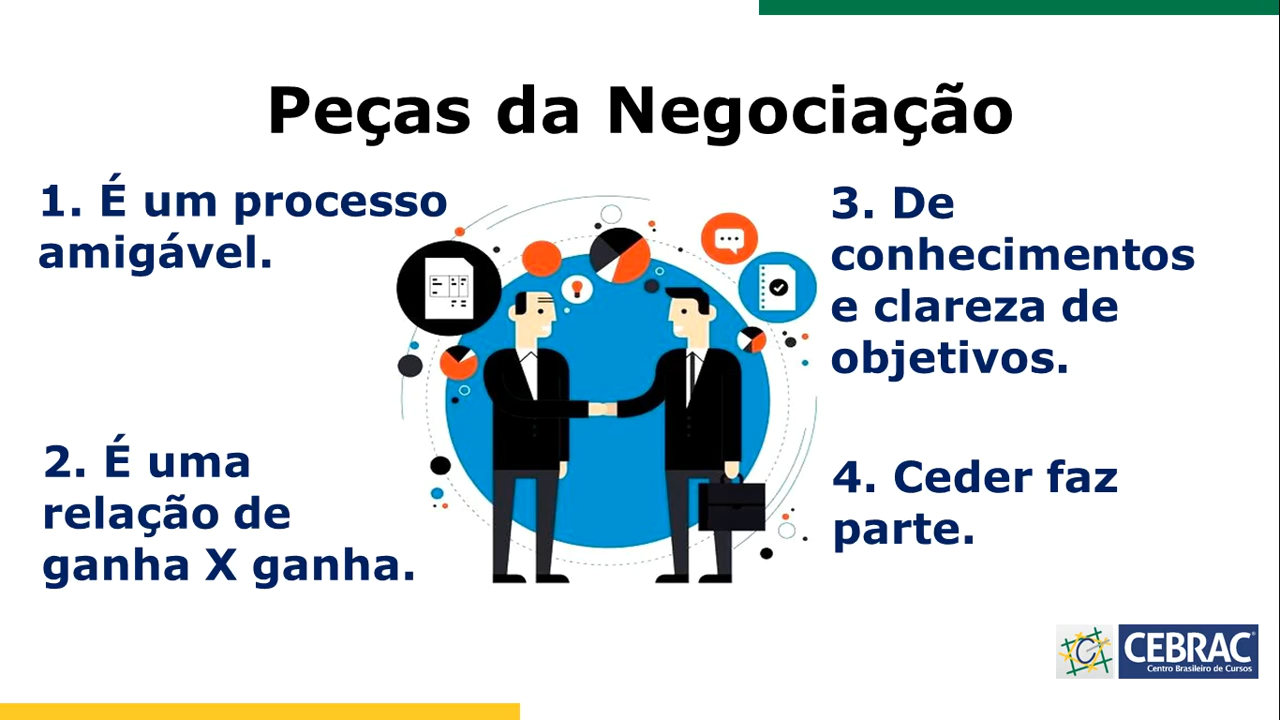 Peças da Negociação
1. É um processo
amigável.
2. É uma
relação de
ganha X ganha.
3. De
conhecimentos
e clareza de
objetivos.
4. Ceder faz
parte.
C
CEBRAC®
Centro Brasileiro de Cursos